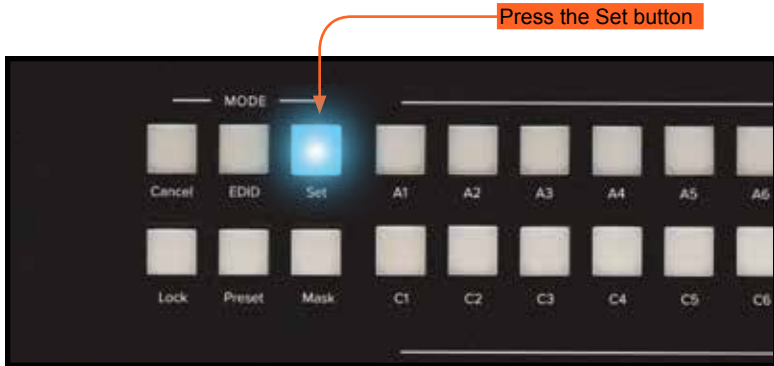 Press the Set button
MODE
Cancel EDID Set A1 A2 A3 A4 A5 A6
Lock Preset Mask C1 C2 C3 C4 C5 C6